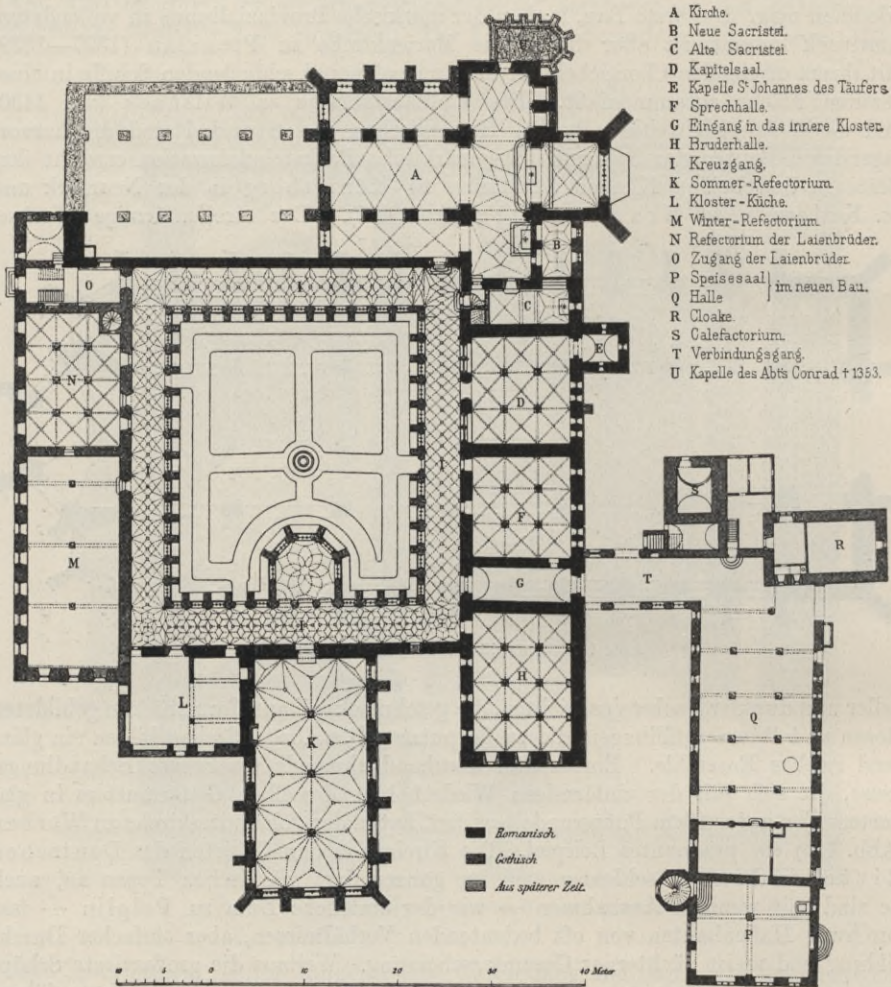 A Kirche.
B Neue Sacristei.
C Alte Sacristei.
D Kapitelsaal.
E Kapelle St Johannes des Täufers.
F Sprechhalle.
G Eingang in das innere Kloster.
H Bruderhalle.
I Kreuzgang.
K Sommer-Refectorium.
L Kloster-Küche.
M Winter-Refectorium.
N Refectorium der Laienbrüder.
O Zugang der Laienbrüder.
P Speisesaal
Q Halle
im neuen Bau.
R Cloake.
S Calefactorium.
T Verbindungsgang.
U Kapelle des Abts Conrad † 1353.
U
A
B
O
I
C
E
N
D
I
I
F
S
R
M
G
T
I
H
L
Q
K
P
Romanisch
Gothisch
Aus späterer Zeit.
10 5 0 10 20 30 40 Meter